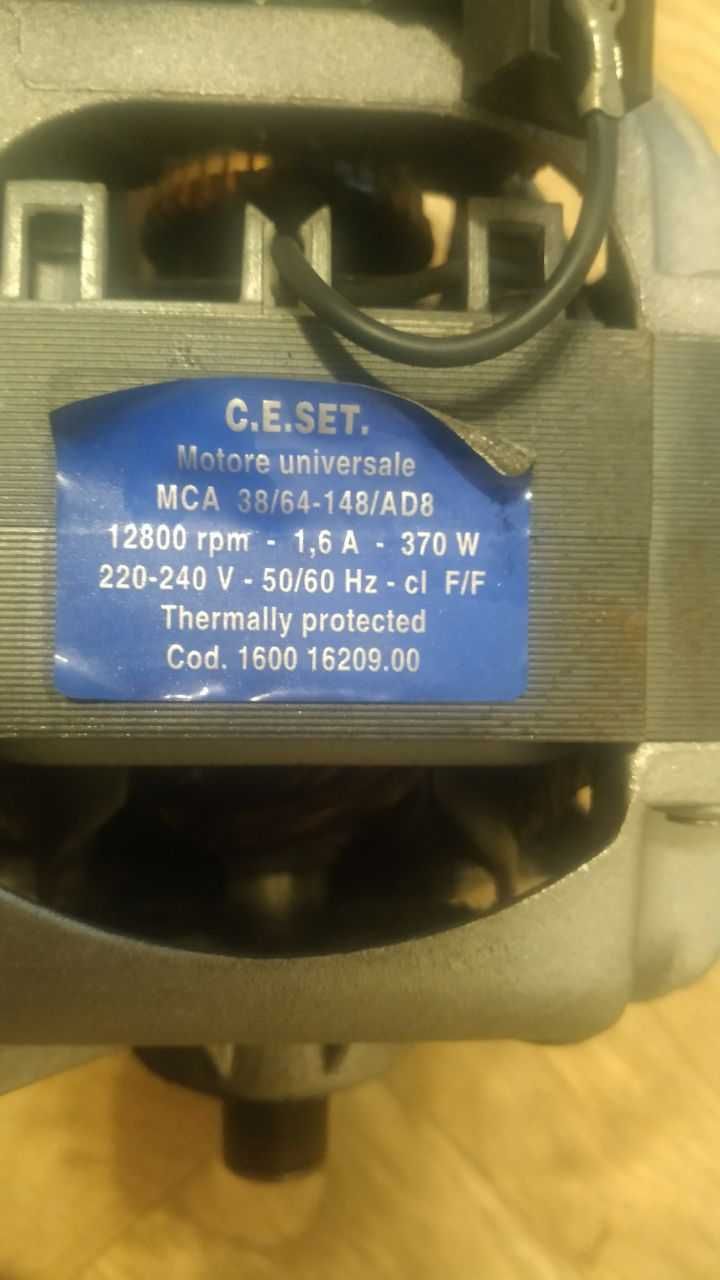 C.E.SET.
Motore universale
MCA 38/64-148/AD8
12800 rpm - 1,6 A - 370 W
220-240 V - 50/60 Hz - cl F/F
Thermally protected
Cod. 1600 16209.00